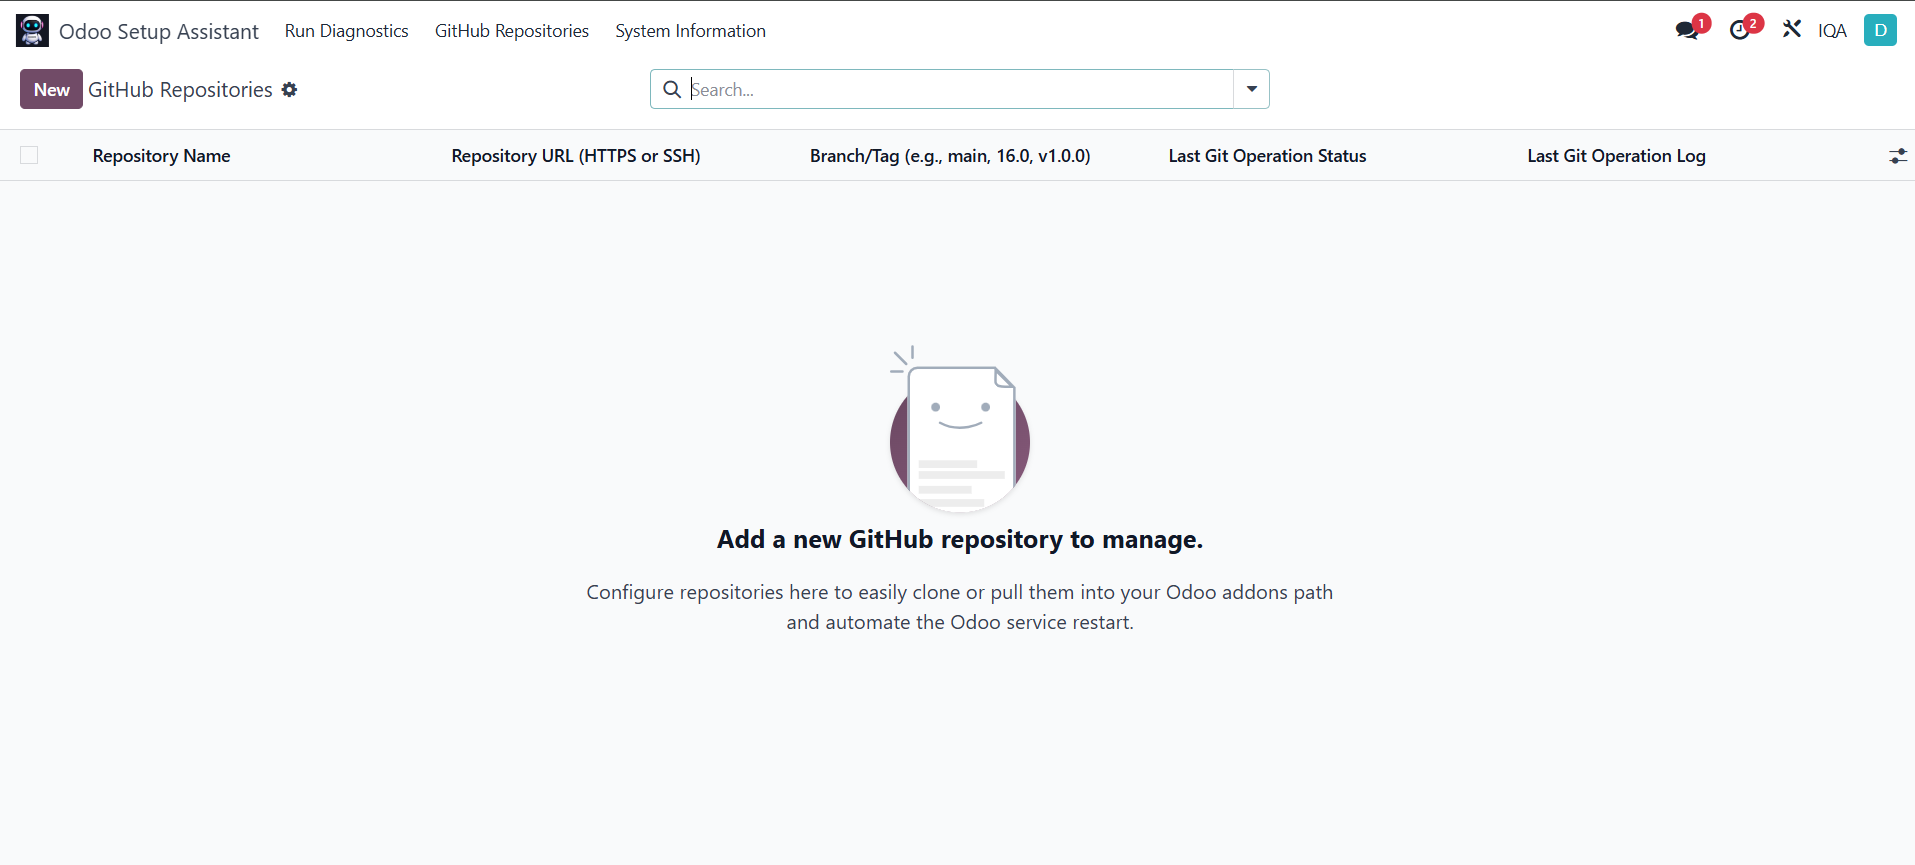 Odoo Setup Assistant Run Diagnostics GitHub Repositories System Information 1 2 IQA D
New GitHub Repositories Search...
Repository Name Repository URL (HTTPS or SSH) Branch/Tag (e.g., main, 16.0, v1.0.0) Last Git Operation Status Last Git Operation Log
Add a new GitHub repository to manage.
Configure repositories here to easily clone or pull them into your Odoo addons path
and automate the Odoo service restart.